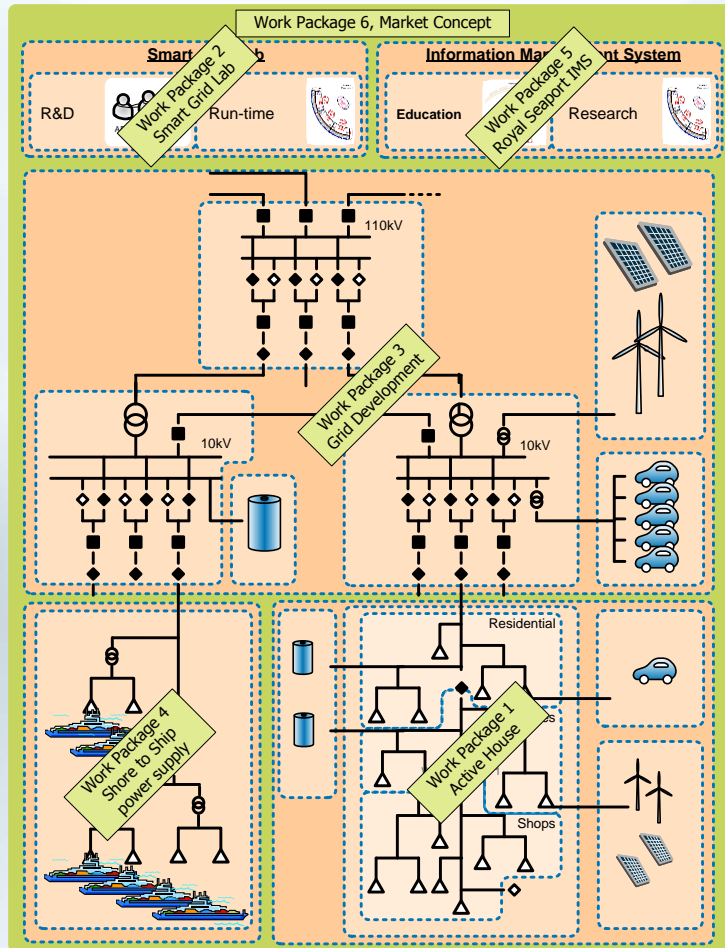 Work Package 6, Market Concept
Smart
Information
System
Work Package 2
Smart Grid Lab
Work Package 5
Royal Seaport IMS
R&D
Run-time
Education
Research
110kV
Work Package 3
Grid Development
10kV
10kV
Residential
Work Package 4
Shore to Ship
power supply
Work Package 1
Active House
Shops